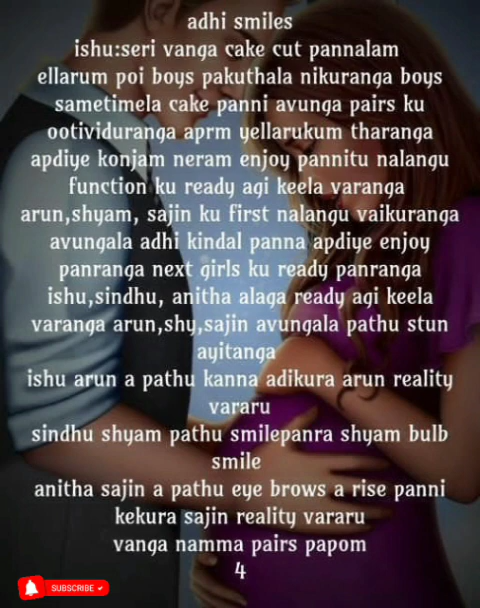 adhi smiles
ishu:seri vanga cake cut pannalam
ellarum poi boys pakuthala nikuranga boys
sametimela cake panni avunga pairs ku
ootividuranga aprm yellarukum tharanga
apdiye konjam neram enjoy pannitu nalangu
function ku ready agi keela varanga
arun,shyam, sajin ku first nalangu vaikuranga
avungala adhi kindal panna apdiye enjoy
panranga next girls ku ready panranga
ishu,sindhu, anitha alaga ready agi keela
varanga arun,shy,sajin avungala pathu stun
ayitanga
ishu arun a pathu kanna adikura arun reality
vararu
sindhu shyam pathu smilepanra shyam bulb
smile
anitha sajin a pathu eye brows a rise panni
kekura sajin reality vararu
vanga namma pairs papom
4
SUBSCRIBE